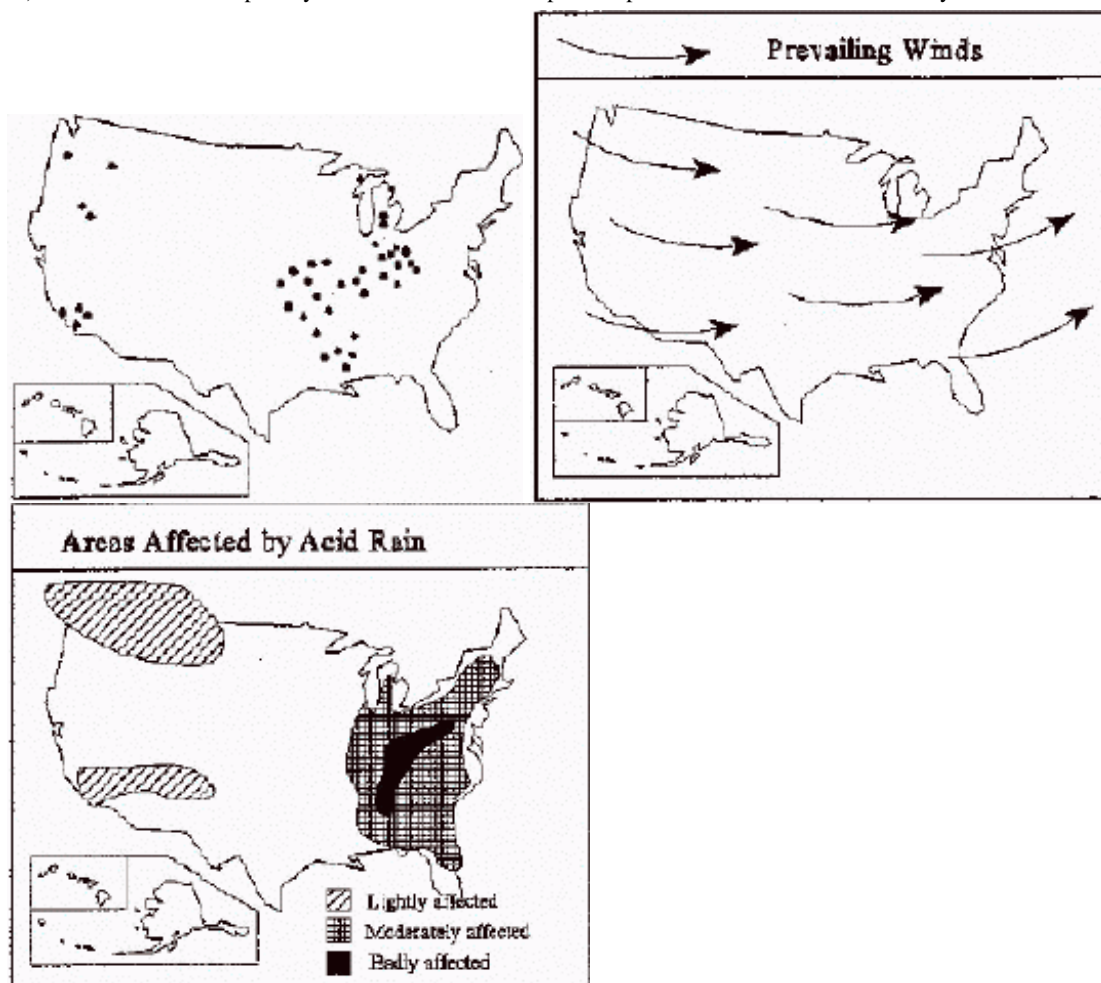 Prevailing Winds
Areas Affected by Acid Rain
Lightly affected
Moderately affected
Badly affected